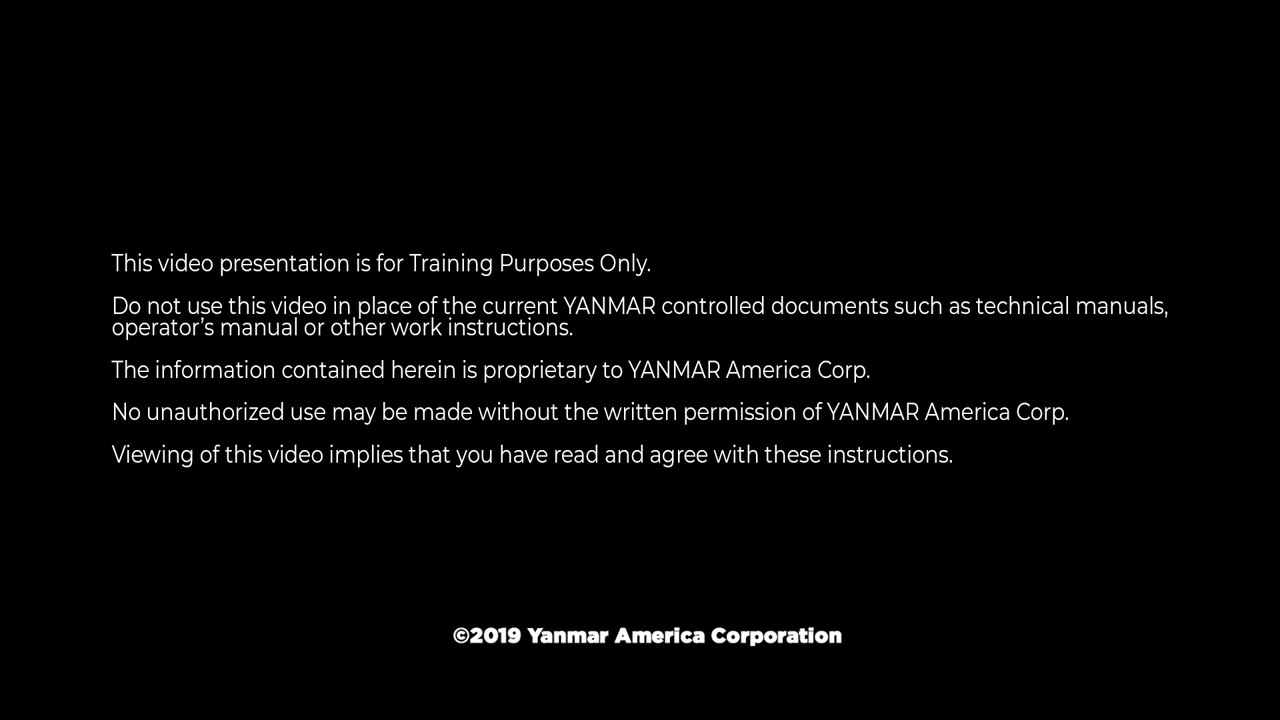 This video presentation is for Training Purposes Only.
Do not use this video in place of the current YANMAR controlled documents such as technical manuals,
operator’s manual or other work instructions.
The information contained herein is proprietary to YANMAR America Corp.
No unauthorized use may be made without the written permission of YANMAR America Corp.
Viewing of this video implies that you have read and agree with these instructions.
©2019 Yanmar America Corporation